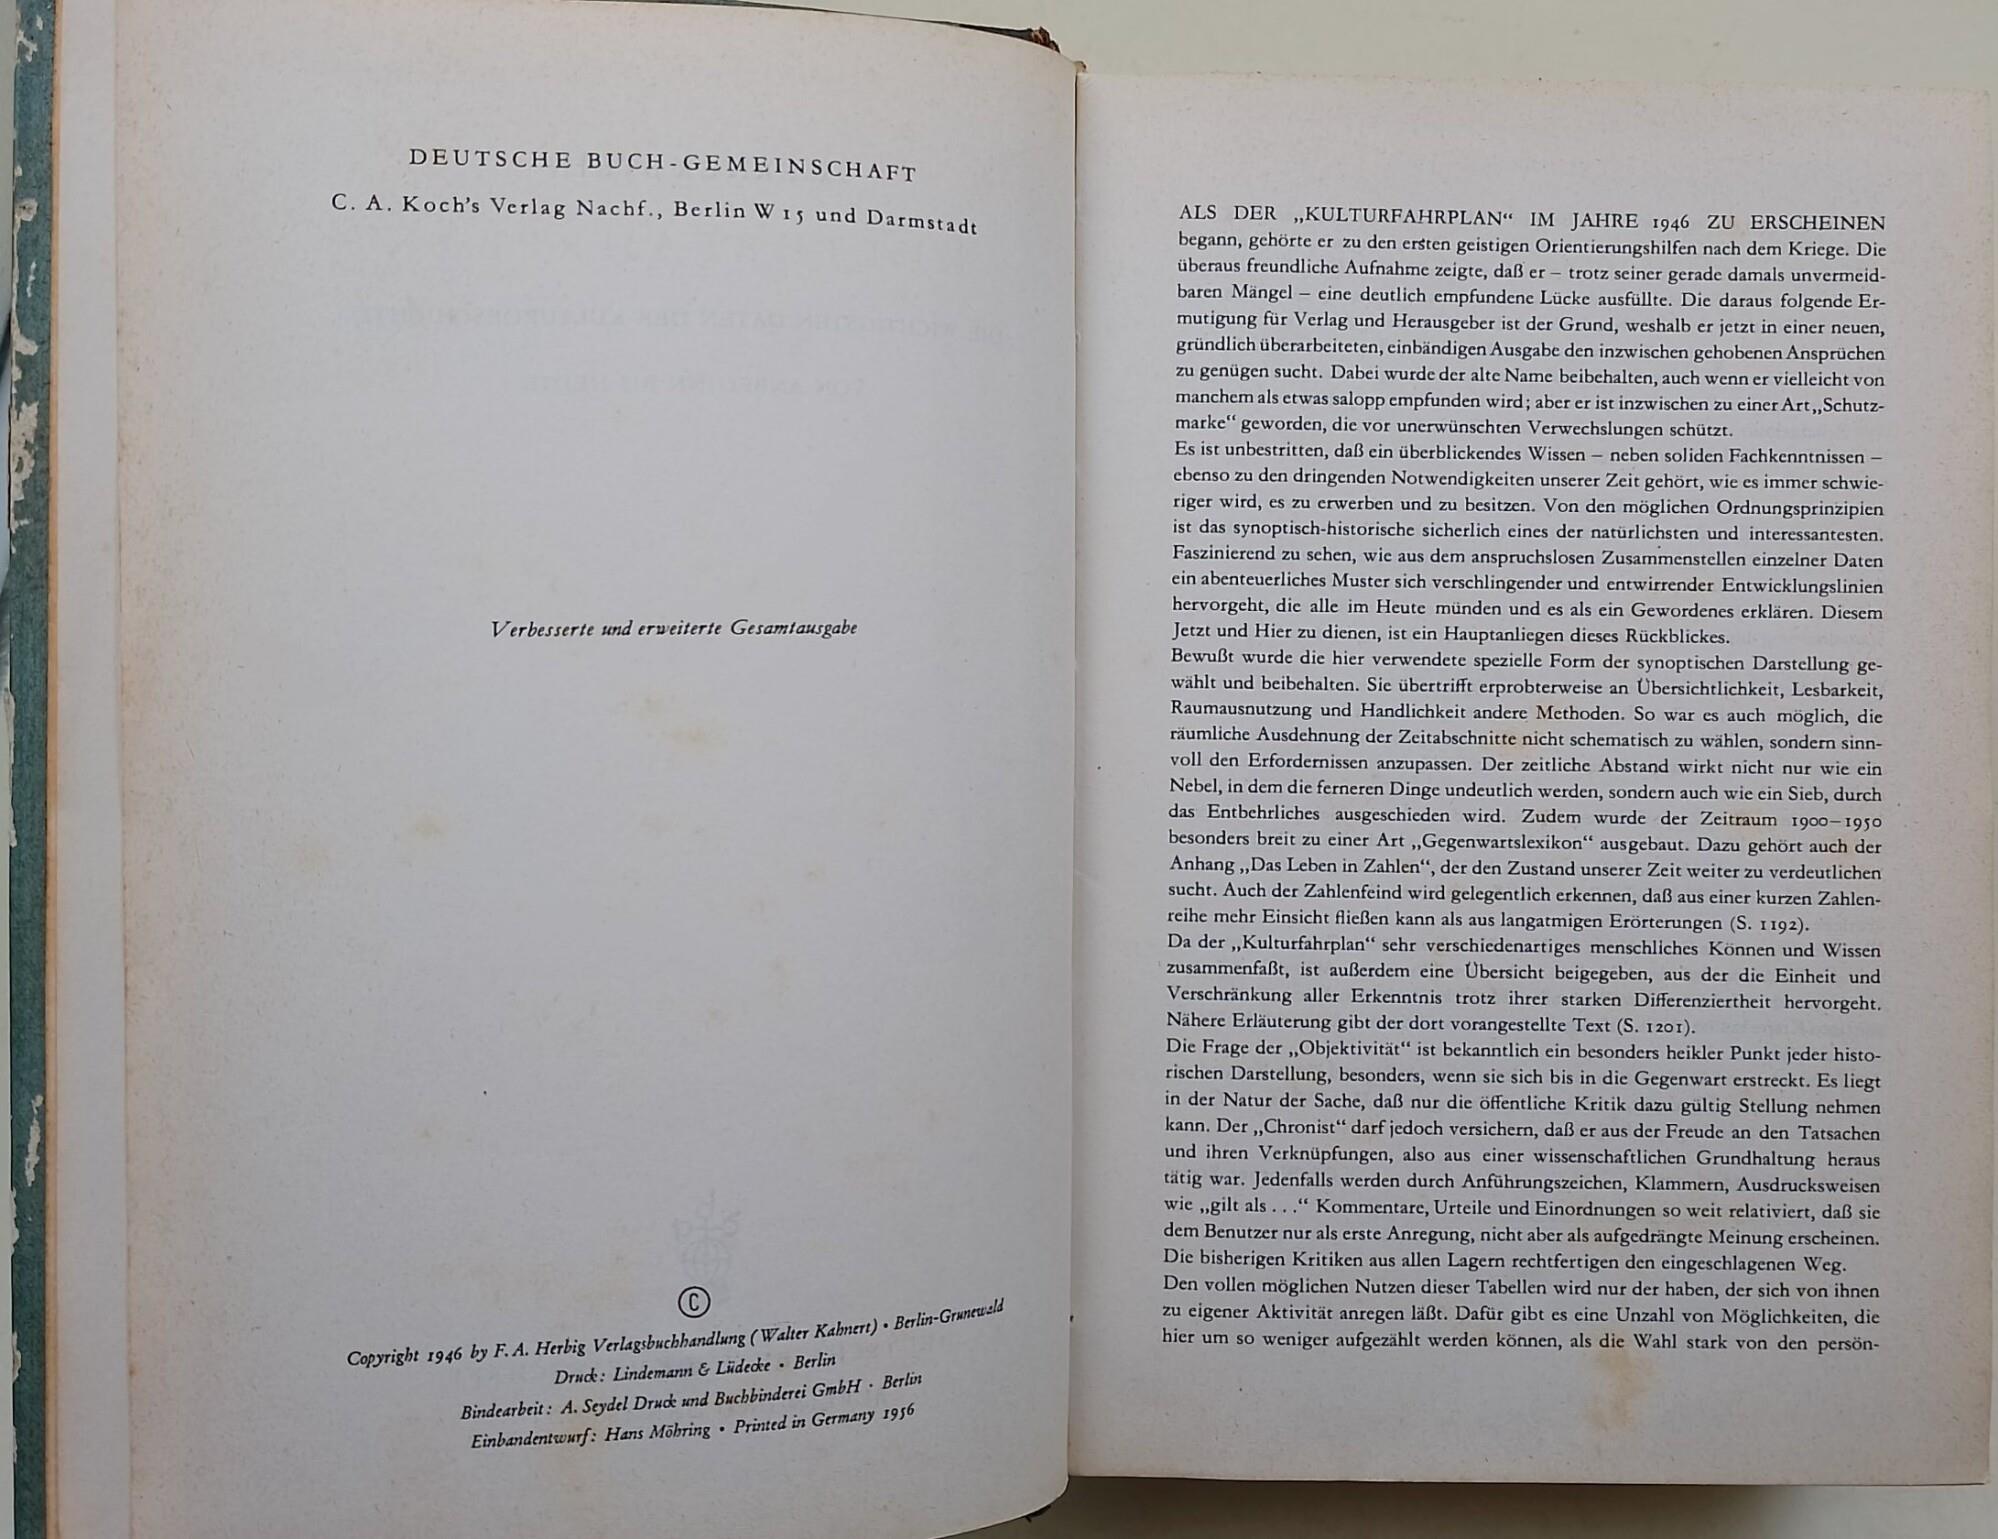 DEUTSCHE BUCH-GEMEINSCHAFT
C. A. Koch's Verlag Nachf., Berlin W 15 und Darmstadt
Verbesserte und erweiterte Gesamtausgabe
©
Copyright 1946 by F. A. Herbig Verlagsbuchhandlung (Walter Kahnert) • Berlin-Grunewald
Druck: Lindemann & Lüdecke • Berlin
Bindearbeit: A. Seydel Druck und Buchbinderei GmbH · Berlin
Einbandentwurf: Hans Möhring • Printed in Germany 1956
ALS DER „KULTURFAHRPLAN“ IM JAHRE 1946 ZU ERSCHEINEN
begann, gehörte er zu den ersten geistigen Orientierungshilfen nach dem Kriege. Die
überaus freundliche Aufnahme zeigte, daß er – trotz seiner gerade damals unvermeid-
baren Mängel – eine deutlich empfundene Lücke ausfüllte. Die daraus folgende Er-
mutigung für Verlag und Herausgeber ist der Grund, weshalb er jetzt in einer neuen,
gründlich überarbeiteten, einbändigen Ausgabe den inzwischen gehobenen Ansprüchen
zu genügen sucht. Dabei wurde der alte Name beibehalten, auch wenn er vielleicht von
manchem als etwas salopp empfunden wird; aber er ist inzwischen zu einer Art „Schutz-
marke“ geworden, die vor unerwünschten Verwechslungen schützt.
Es ist unbestritten, daß ein überblickendes Wissen – neben soliden Fachkenntnissen –
ebenso zu den dringenden Notwendigkeiten unserer Zeit gehört, wie es immer schwie-
riger wird, es zu erwerben und zu besitzen. Von den möglichen Ordnungsprinzipien
ist das synoptisch-historische sicherlich eines der natürlichsten und interessantesten.
Faszinierend zu sehen, wie aus dem anspruchslosen Zusammenstellen einzelner Daten
ein abenteuerliches Muster sich verschlingender und entwirrender Entwicklungslinien
hervorgeht, die alle im Heute münden und es als ein Gewordenes erklären. Diesem
Jetzt und Hier zu dienen, ist ein Hauptanliegen dieses Rückblickes.
Bewußt wurde die hier verwendete spezielle Form der synoptischen Darstellung ge-
wählt und beibehalten. Sie übertrifft erprobterweise an Übersichtlichkeit, Lesbarkeit,
Raumausnutzung und Handlichkeit andere Methoden. So war es auch möglich, die
räumliche Ausdehnung der Zeitabschnitte nicht schematisch zu wählen, sondern sinn-
voll den Erfordernissen anzupassen. Der zeitliche Abstand wirkt nicht nur wie ein
Nebel, in dem die ferneren Dinge undeutlich werden, sondern auch wie ein Sieb, durch
das Entbehrliches ausgeschieden wird. Zudem wurde der Zeitraum 1900–1950
besonders breit zu einer Art „Gegenwartslexikon“ ausgebaut. Dazu gehört auch der
Anhang „Das Leben in Zahlen“, der den Zustand unserer Zeit weiter zu verdeutlichen
sucht. Auch der Zahlenfeind wird gelegentlich erkennen, daß aus einer kurzen Zahlen-
reihe mehr Einsicht fließen kann als aus langatmigen Erörterungen (S. 1192).
Da der „Kulturfahrplan“ sehr verschiedenartiges menschliches Können und Wissen
zusammenfaßt, ist außerdem eine Übersicht beigegeben, aus der die Einheit und
Verschränkung aller Erkenntnis trotz ihrer starken Differenziertheit hervorgeht.
Nähere Erläuterung gibt der dort vorangestellte Text (S. 1201).
Die Frage der „Objektivität“ ist bekanntlich ein besonders heikler Punkt jeder histo-
rischen Darstellung, besonders, wenn sie sich bis in die Gegenwart erstreckt. Es liegt
in der Natur der Sache, daß nur die öffentliche Kritik dazu gültig Stellung nehmen
kann. Der „Chronist“ darf jedoch versichern, daß er aus der Freude an den Tatsachen
und ihren Verknüpfungen, also aus einer wissenschaftlichen Grundhaltung heraus
tätig war. Jedenfalls werden durch Anführungszeichen, Klammern, Ausdrucksweisen
wie „gilt als . . .“ Kommentare, Urteile und Einordnungen so weit relativiert, daß sie
dem Benutzer nur als erste Anregung, nicht aber als aufgedrängte Meinung erscheinen.
Die bisherigen Kritiken aus allen Lagern rechtfertigen den eingeschlagenen Weg.
Den vollen möglichen Nutzen dieser Tabellen wird nur der haben, der sich von ihnen
zu eigener Aktivität anregen läßt. Dafür gibt es eine Unzahl von Möglichkeiten, die
hier um so weniger aufgezählt werden können, als die Wahl stark von den persön-